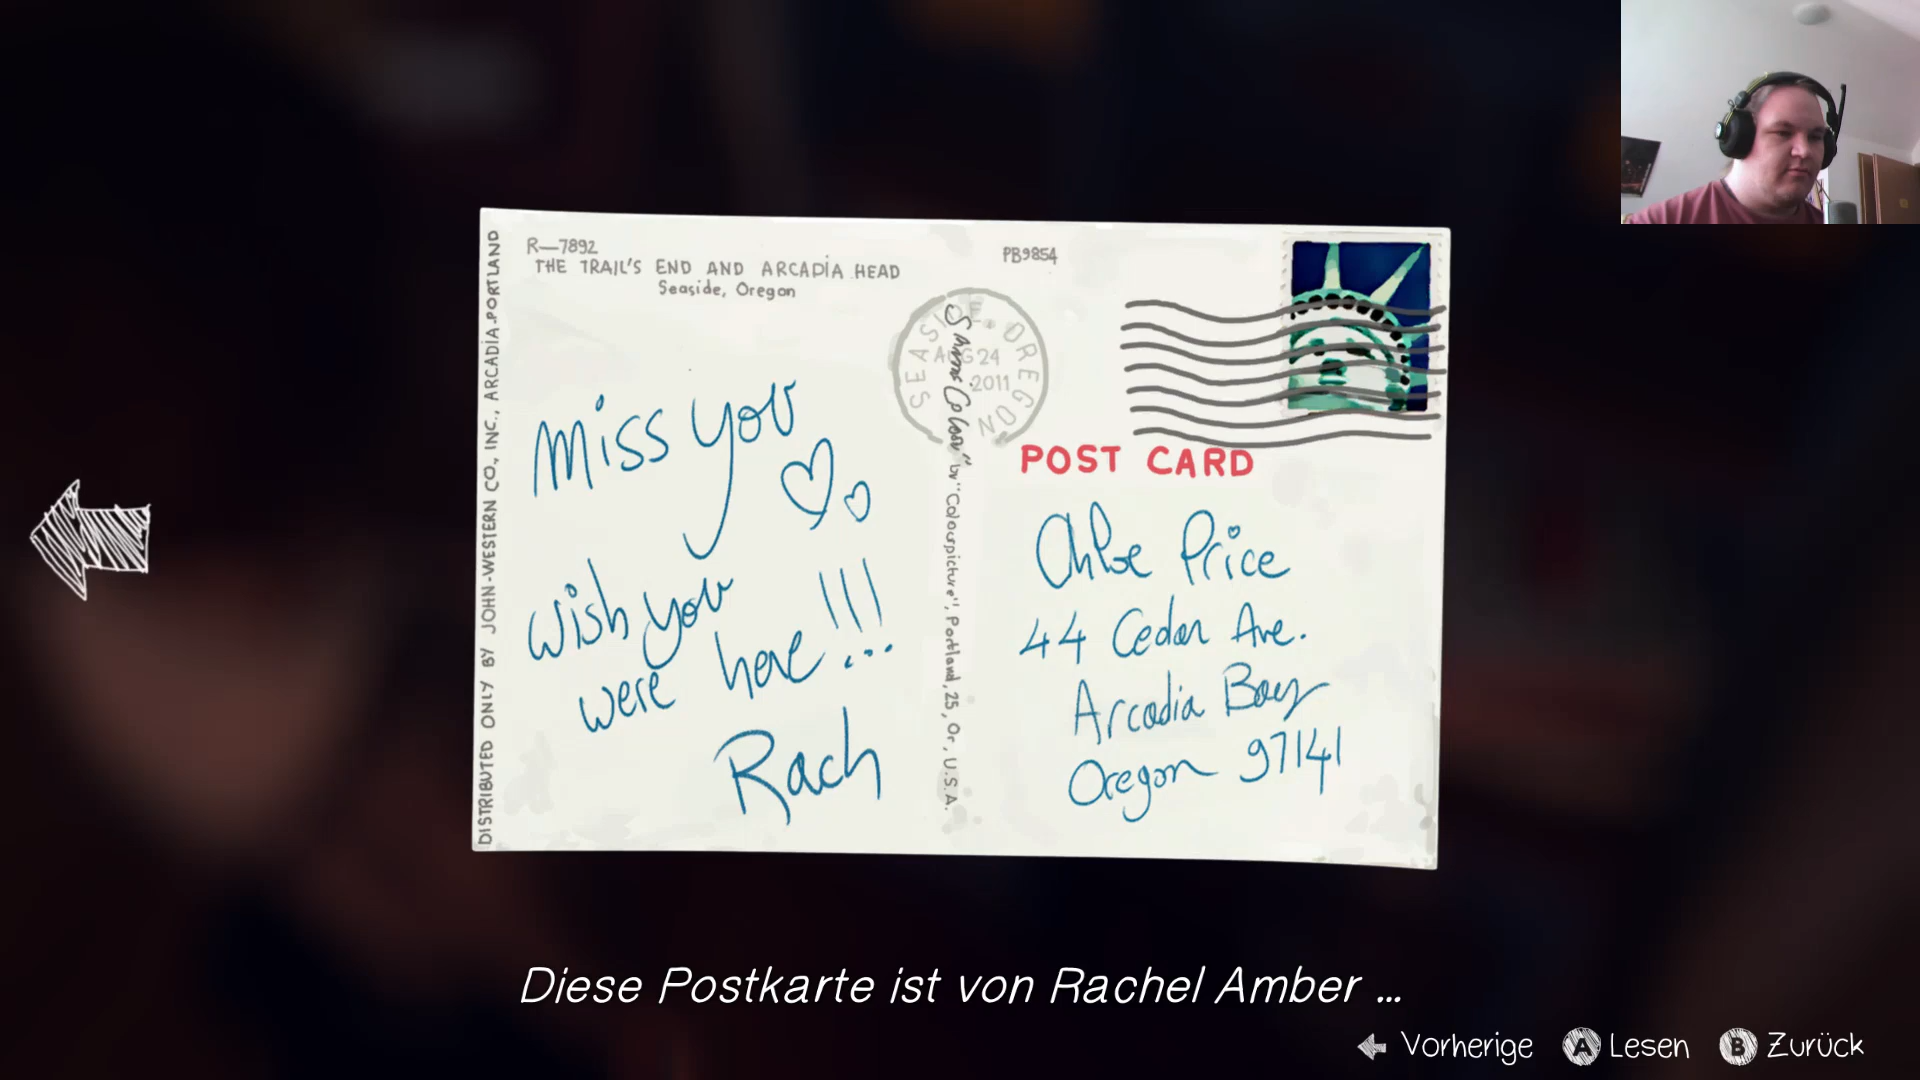 R—7892
THE TRAIL'S END AND ARCADIA HEAD
Seaside, Oregon
DISTRIBUTED ONLY BY JOHN-WESTERN CO., INC., ARCADIA-PORTLAND
miss you
wish you
were here!!!
Rach
SEASIDE, OREGON
AUG 24
2011
"Colourpicture", Portland, 25, Or, U.S.A.
PB9854
POST CARD
Chloe Price
44 Cedar Ave.
Arcadia Bay
Oregon 97141
Diese Postkarte ist von Rachel Amber ...
Vorherige
A Lesen
B Zurück